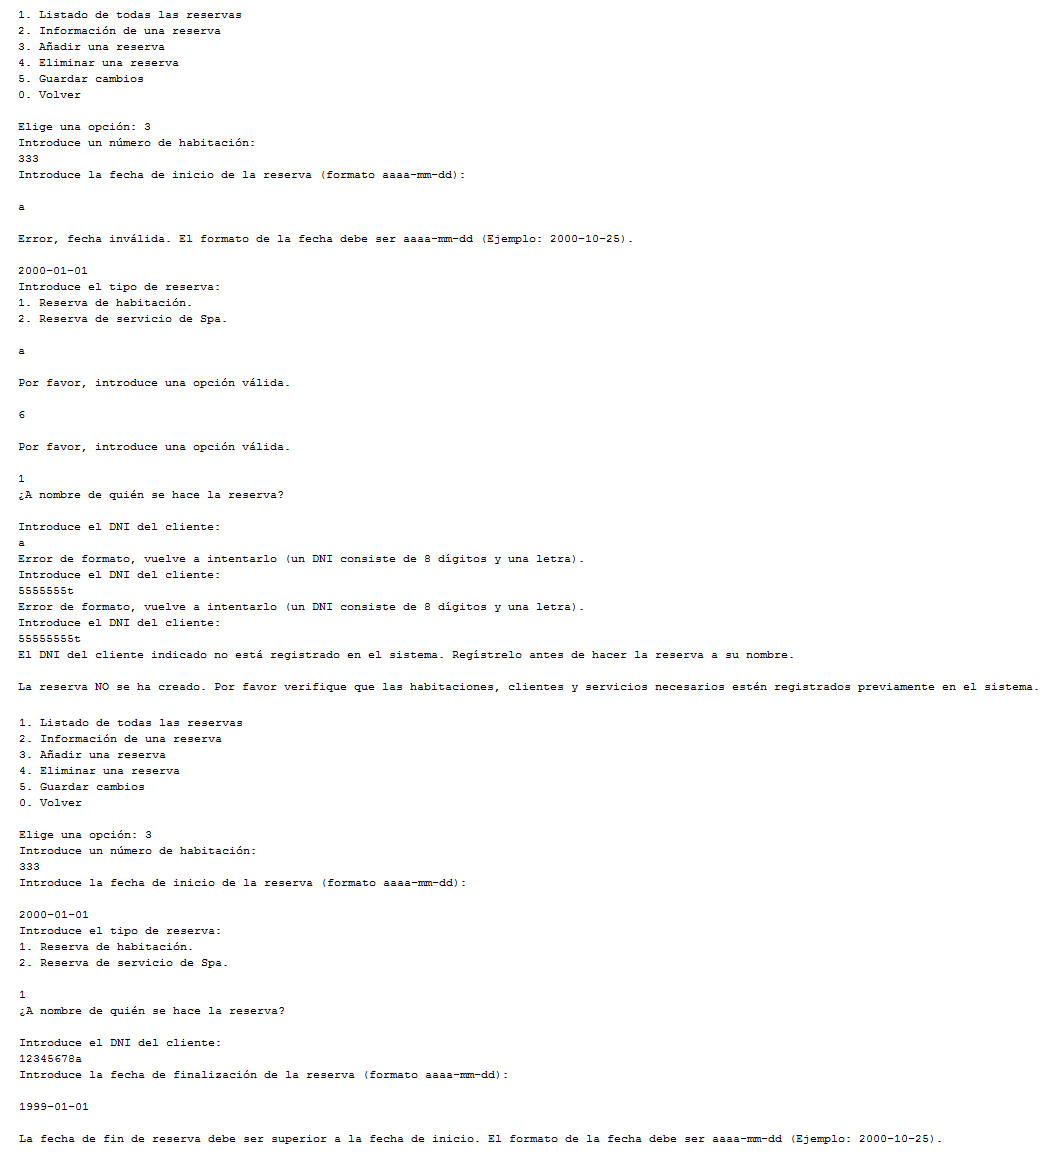 1. Listado de todas las reservas
2. Información de una reserva
3. Añadir una reserva
4. Eliminar una reserva
5. Guardar cambios
0. Volver
Elige una opción: 3
Introduce un número de habitación:
333
Introduce la fecha de inicio de la reserva (formato aaaa-mm-dd):
a
Error, fecha inválida. El formato de la fecha debe ser aaaa-mm-dd (Ejemplo: 2000-10-25).
2000-01-01
Introduce el tipo de reserva:
1. Reserva de habitación.
2. Reserva de servicio de Spa.
a
Por favor, introduce una opción válida.
6
Por favor, introduce una opción válida.
1
¿A nombre de quién se hace la reserva?
Introduce el DNI del cliente:
a
Error de formato, vuelve a intentarlo (un DNI consiste de 8 dígitos y una letra).
Introduce el DNI del cliente:
5555555t
Error de formato, vuelve a intentarlo (un DNI consiste de 8 dígitos y una letra).
Introduce el DNI del cliente:
55555555t
El DNI del cliente indicado no está registrado en el sistema. Regístrelo antes de hacer la reserva a su nombre.
La reserva NO se ha creado. Por favor verifique que las habitaciones, clientes y servicios necesarios estén registrados previamente en el sistema.
1. Listado de todas las reservas
2. Información de una reserva
3. Añadir una reserva
4. Eliminar una reserva
5. Guardar cambios
0. Volver
Elige una opción: 3
Introduce un número de habitación:
333
Introduce la fecha de inicio de la reserva (formato aaaa-mm-dd):
2000-01-01
Introduce el tipo de reserva:
1. Reserva de habitación.
2. Reserva de servicio de Spa.
1
¿A nombre de quién se hace la reserva?
Introduce el DNI del cliente:
12345678a
Introduce la fecha de finalización de la reserva (formato aaaa-mm-dd):
1999-01-01
La fecha de fin de reserva debe ser superior a la fecha de inicio. El formato de la fecha debe ser aaaa-mm-dd (Ejemplo: 2000-10-25).